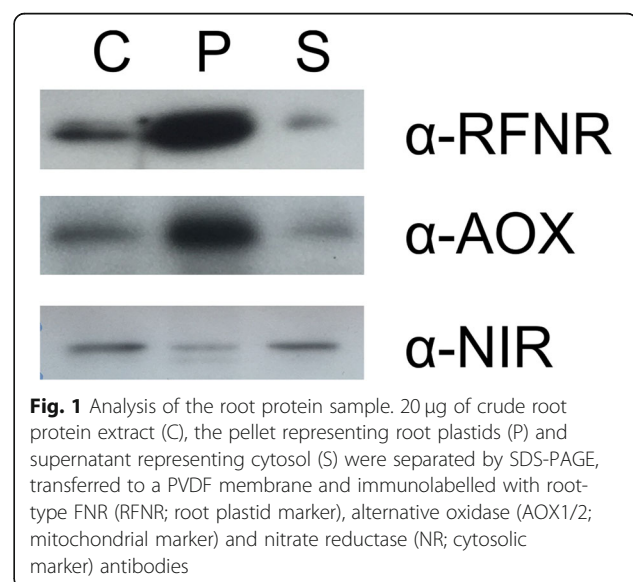 C P S
α-RFNR
α-AOX
α-NIR
Fig. 1 Analysis of the root protein sample. 20 μg of crude root
protein extract (C), the pellet representing root plastids (P) and
supernatant representing cytosol (S) were separated by SDS-PAGE,
transferred to a PVDF membrane and immunolabelled with root-
type FNR (RFNR; root plastid marker), alternative oxidase (AOX1/2;
mitochondrial marker) and nitrate reductase (NR; cytosolic
marker) antibodies